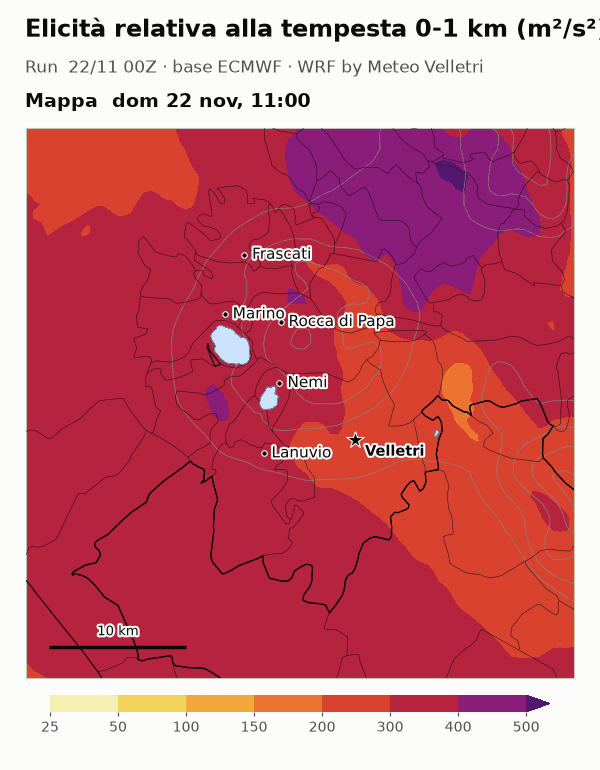 Elicità relativa alla tempesta 0-1 km (m²/s²)
Run 22/11 00Z · base ECMWF · WRF by Meteo Velletri
Mappa dom 22 nov, 11:00
Frascati
Marino
Rocca di Papa
Nemi
Velletri
Lanuvio
10 km
25 50 100 150 200 300 400 500